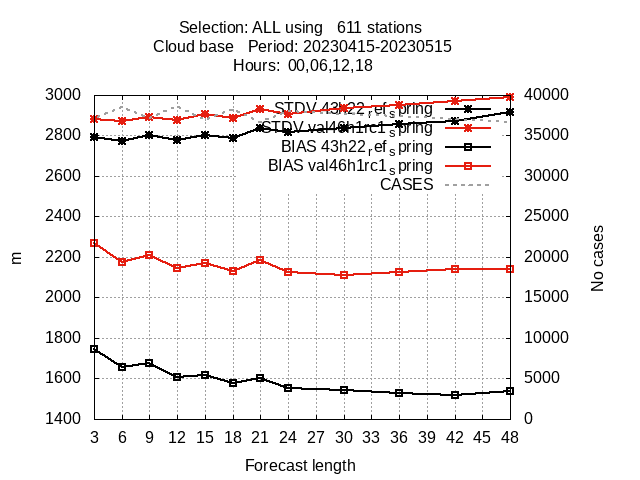 Selection: ALL using   611 stations
Cloud base   Period: 20230415-20230515
Hours:  00,06,12,18
3000
2800
2600
2400
2200
2000
1800
1600
1400
m
STDV 43h22_ref_spring
STDV val46h1rc1_spring
BIAS 43h22_ref_spring
BIAS val46h1rc1_spring
CASES
40000
35000
30000
25000
20000
15000
10000
5000
0
No cases
3 6 9 12 15 18 21 24 27 30 33 36 39 42 45 48
Forecast length